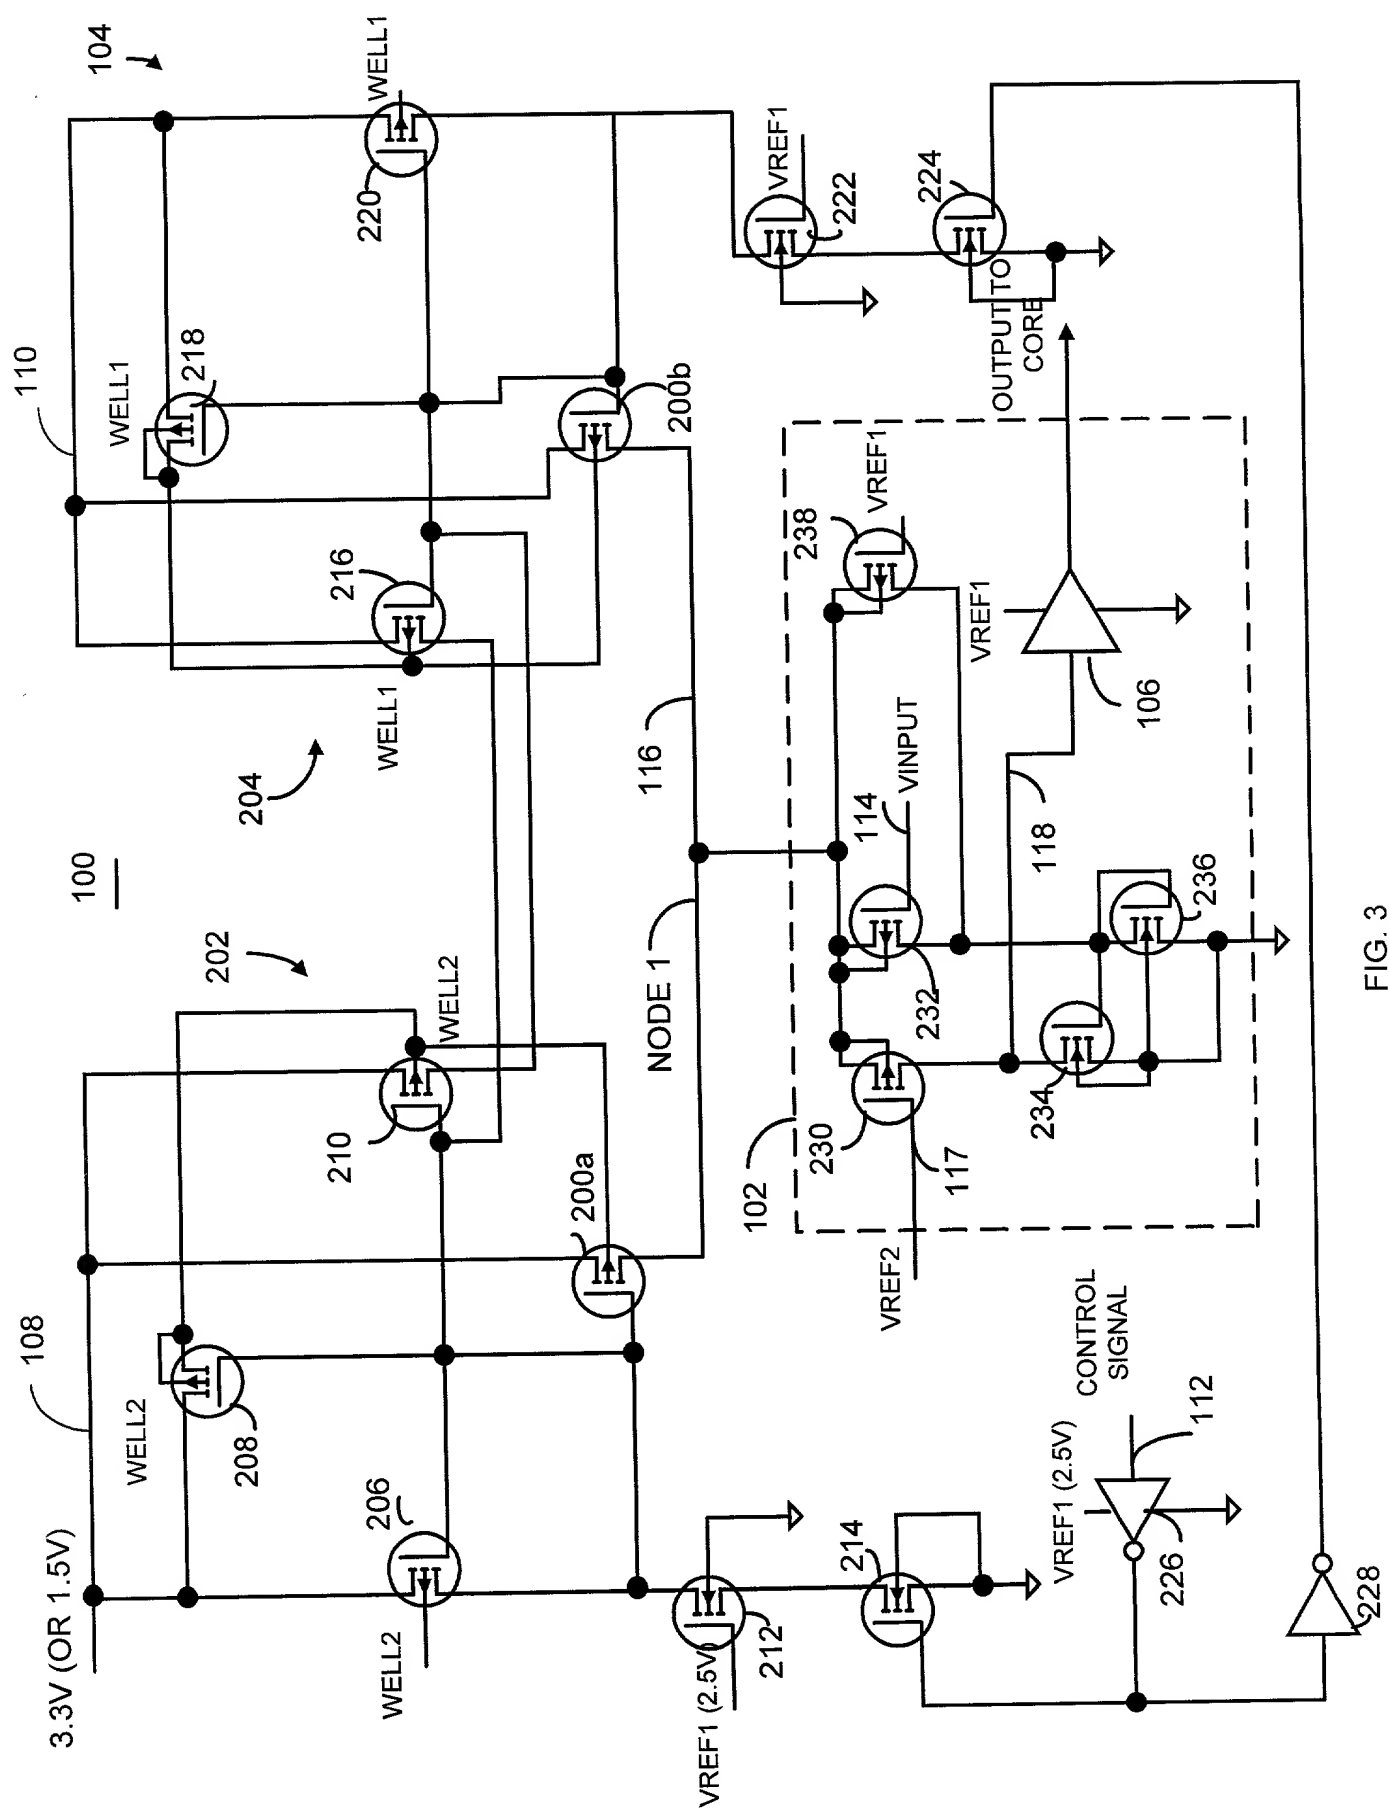 100
3.3V (OR 1.5V)
108
202
204
110
104
WELL2
208
WELL1
218
206
WELL2
210
WELL2
216
WELL1
220
WELL1
200a
200b
NODE 1
116
VREF1 (2.5V)
212
VREF1
222
214
224
102
VREF2
230
117
232
114
VINPUT
238
VREF1
234
236
118
106
VREF1
OUTPUT TO
CORE
CONTROL
SIGNAL
112
VREF1 (2.5V)
226
228
FIG. 3